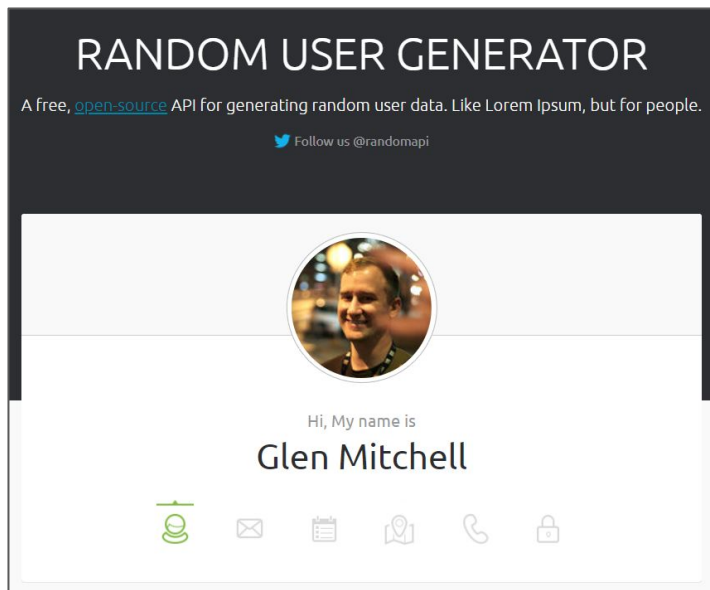 RANDOM USER GENERATOR
A free, open-source API for generating random user data. Like Lorem Ipsum, but for people.
Follow us @randomapi
Hi, My name is
Glen Mitchell